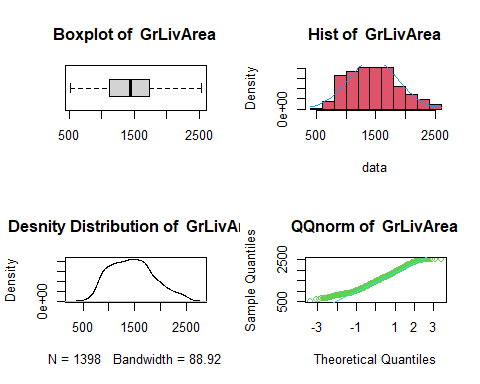 Boxplot of GrLivArea
500 1500 2500
Hist of GrLivArea
Density
0e+00
500 1500 2500
data
Desnity Distribution of GrLivAr
Density
0e+00
500 1500 2500
N = 1398 Bandwidth = 88.92
QQnorm of GrLivArea
Sample Quantiles
500 2500
-3 -1 1 2 3
Theoretical Quantiles